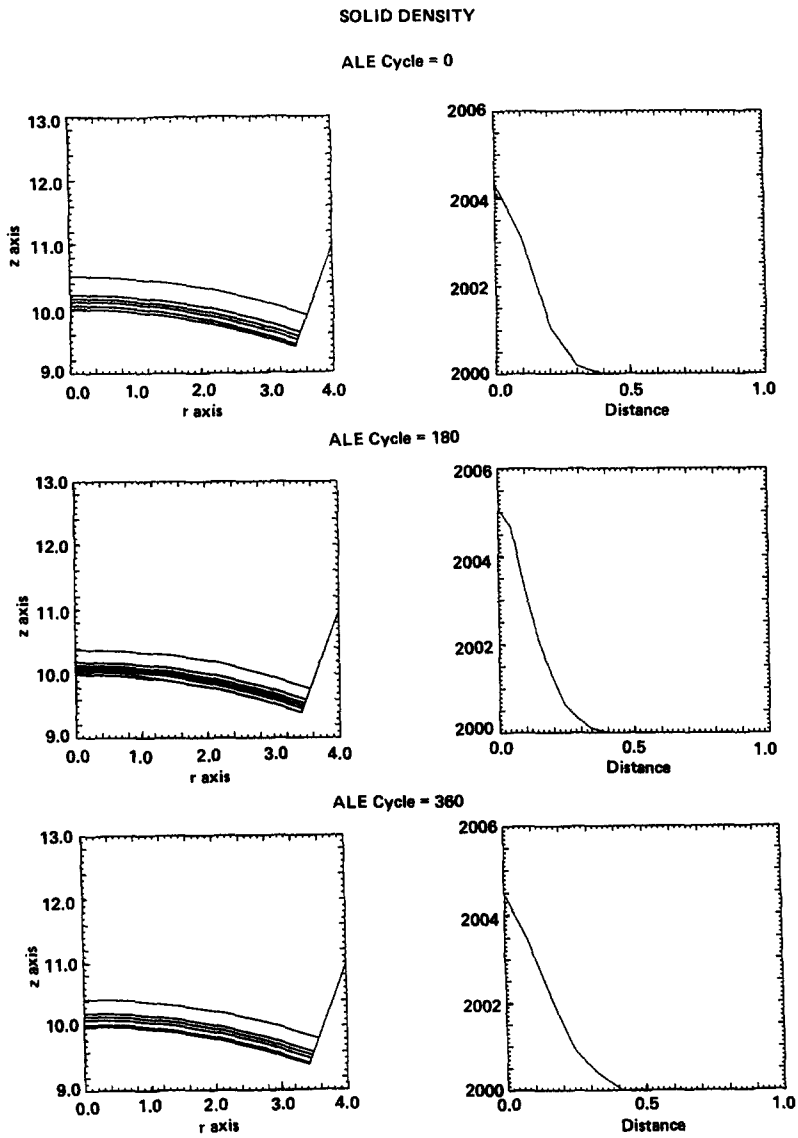 SOLID DENSITY
ALE Cycle = 0
13.0
12.0
11.0
10.0
9.0
z axis
0.0 1.0 2.0 3.0 4.0
r axis
2006
2004
2002
2000
0.0 0.5 1.0
Distance
ALE Cycle = 180
13.0
12.0
11.0
10.0
9.0
z axis
0.0 1.0 2.0 3.0 4.0
r axis
2006
2004
2002
2000
0.0 0.5 1.0
Distance
ALE Cycle = 360
13.0
12.0
11.0
10.0
9.0
z axis
0.0 1.0 2.0 3.0 4.0
r axis
2006
2004
2002
2000
0.0 0.5 1.0
Distance